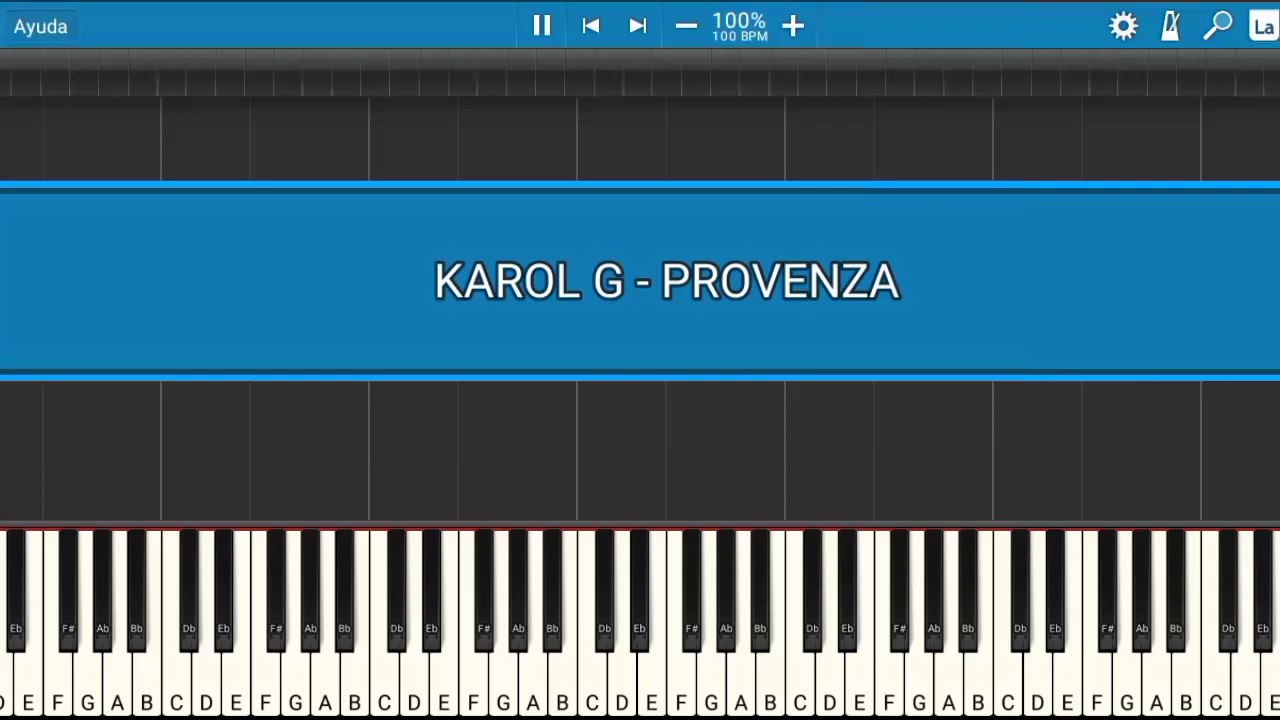 Ayuda
100%
100 BPM
La
KAROL G - PROVENZA
Eb F# Ab Bb Db Eb F# Ab Bb Db Eb F# Ab Bb Db Eb F# Ab Bb Db Eb F# Ab Bb Db Eb F# Ab Bb Db Eb
D E F G A B C D E F G A B C D E F G A B C D E F G A B C D E F G A B C D E F G A B C D E